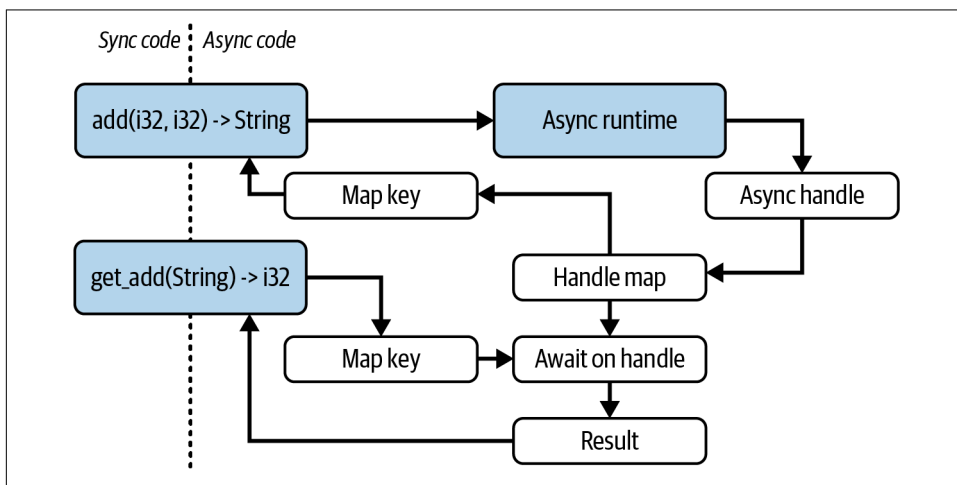 Sync code
Async code
add(i32, i32) -> String
Async runtime
Map key
Async handle
get_add(String) -> i32
Handle map
Map key
Await on handle
Result